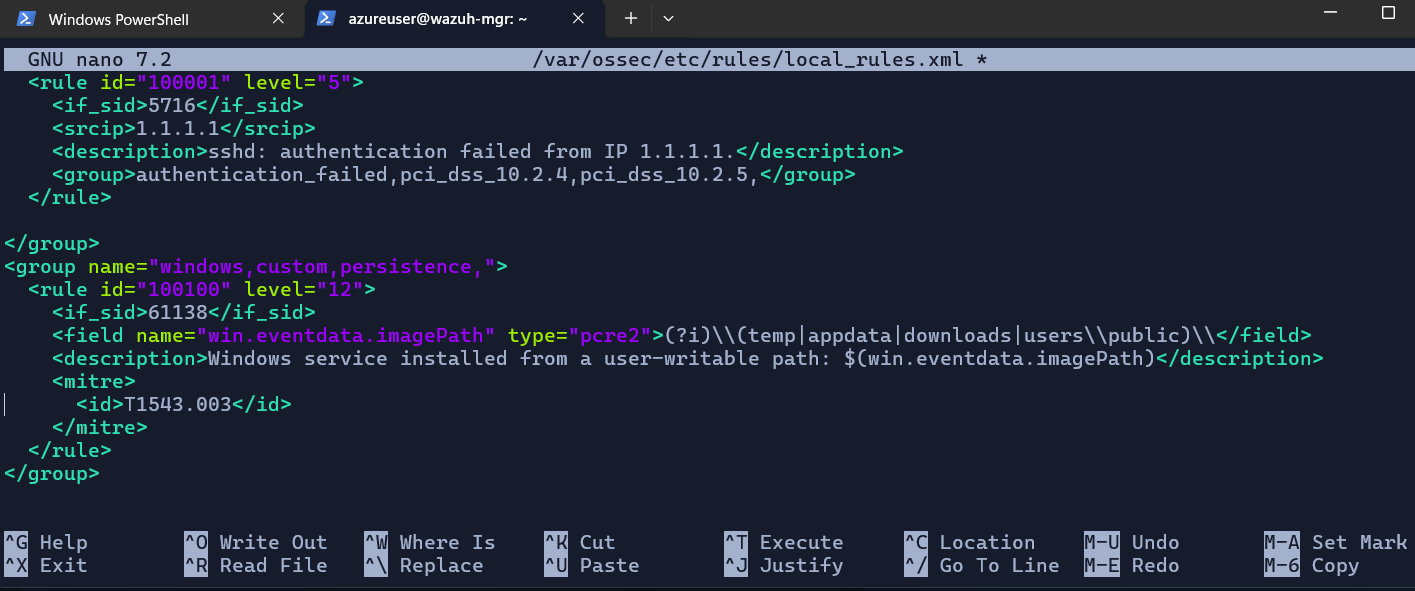 Windows PowerShell
azureuser@wazuh-mgr: ~
GNU nano 7.2 /var/ossec/etc/rules/local_rules.xml *
<rule id="100001" level="5">
<if_sid>5716</if_sid>
<srcip>1.1.1.1</srcip>
<description>sshd: authentication failed from IP 1.1.1.1.</description>
<group>authentication_failed,pci_dss_10.2.4,pci_dss_10.2.5,</group>
</rule>
</group>
<group name="windows,custom,persistence,">
<rule id="100100" level="12">
<if_sid>61138</if_sid>
<field name="win.eventdata.imagePath" type="pcre2">(?i)\\(temp|appdata|downloads|users\\public)\\</field>
<description>Windows service installed from a user-writable path: $(win.eventdata.imagePath)</description>
<mitre>
<id>T1543.003</id>
</mitre>
</rule>
</group>
^G Help ^O Write Out ^W Where Is ^K Cut ^T Execute ^C Location M-U Undo M-A Set Mark
^X Exit ^R Read File ^\ Replace ^U Paste ^J Justify ^/ Go To Line M-E Redo M-6 Copy